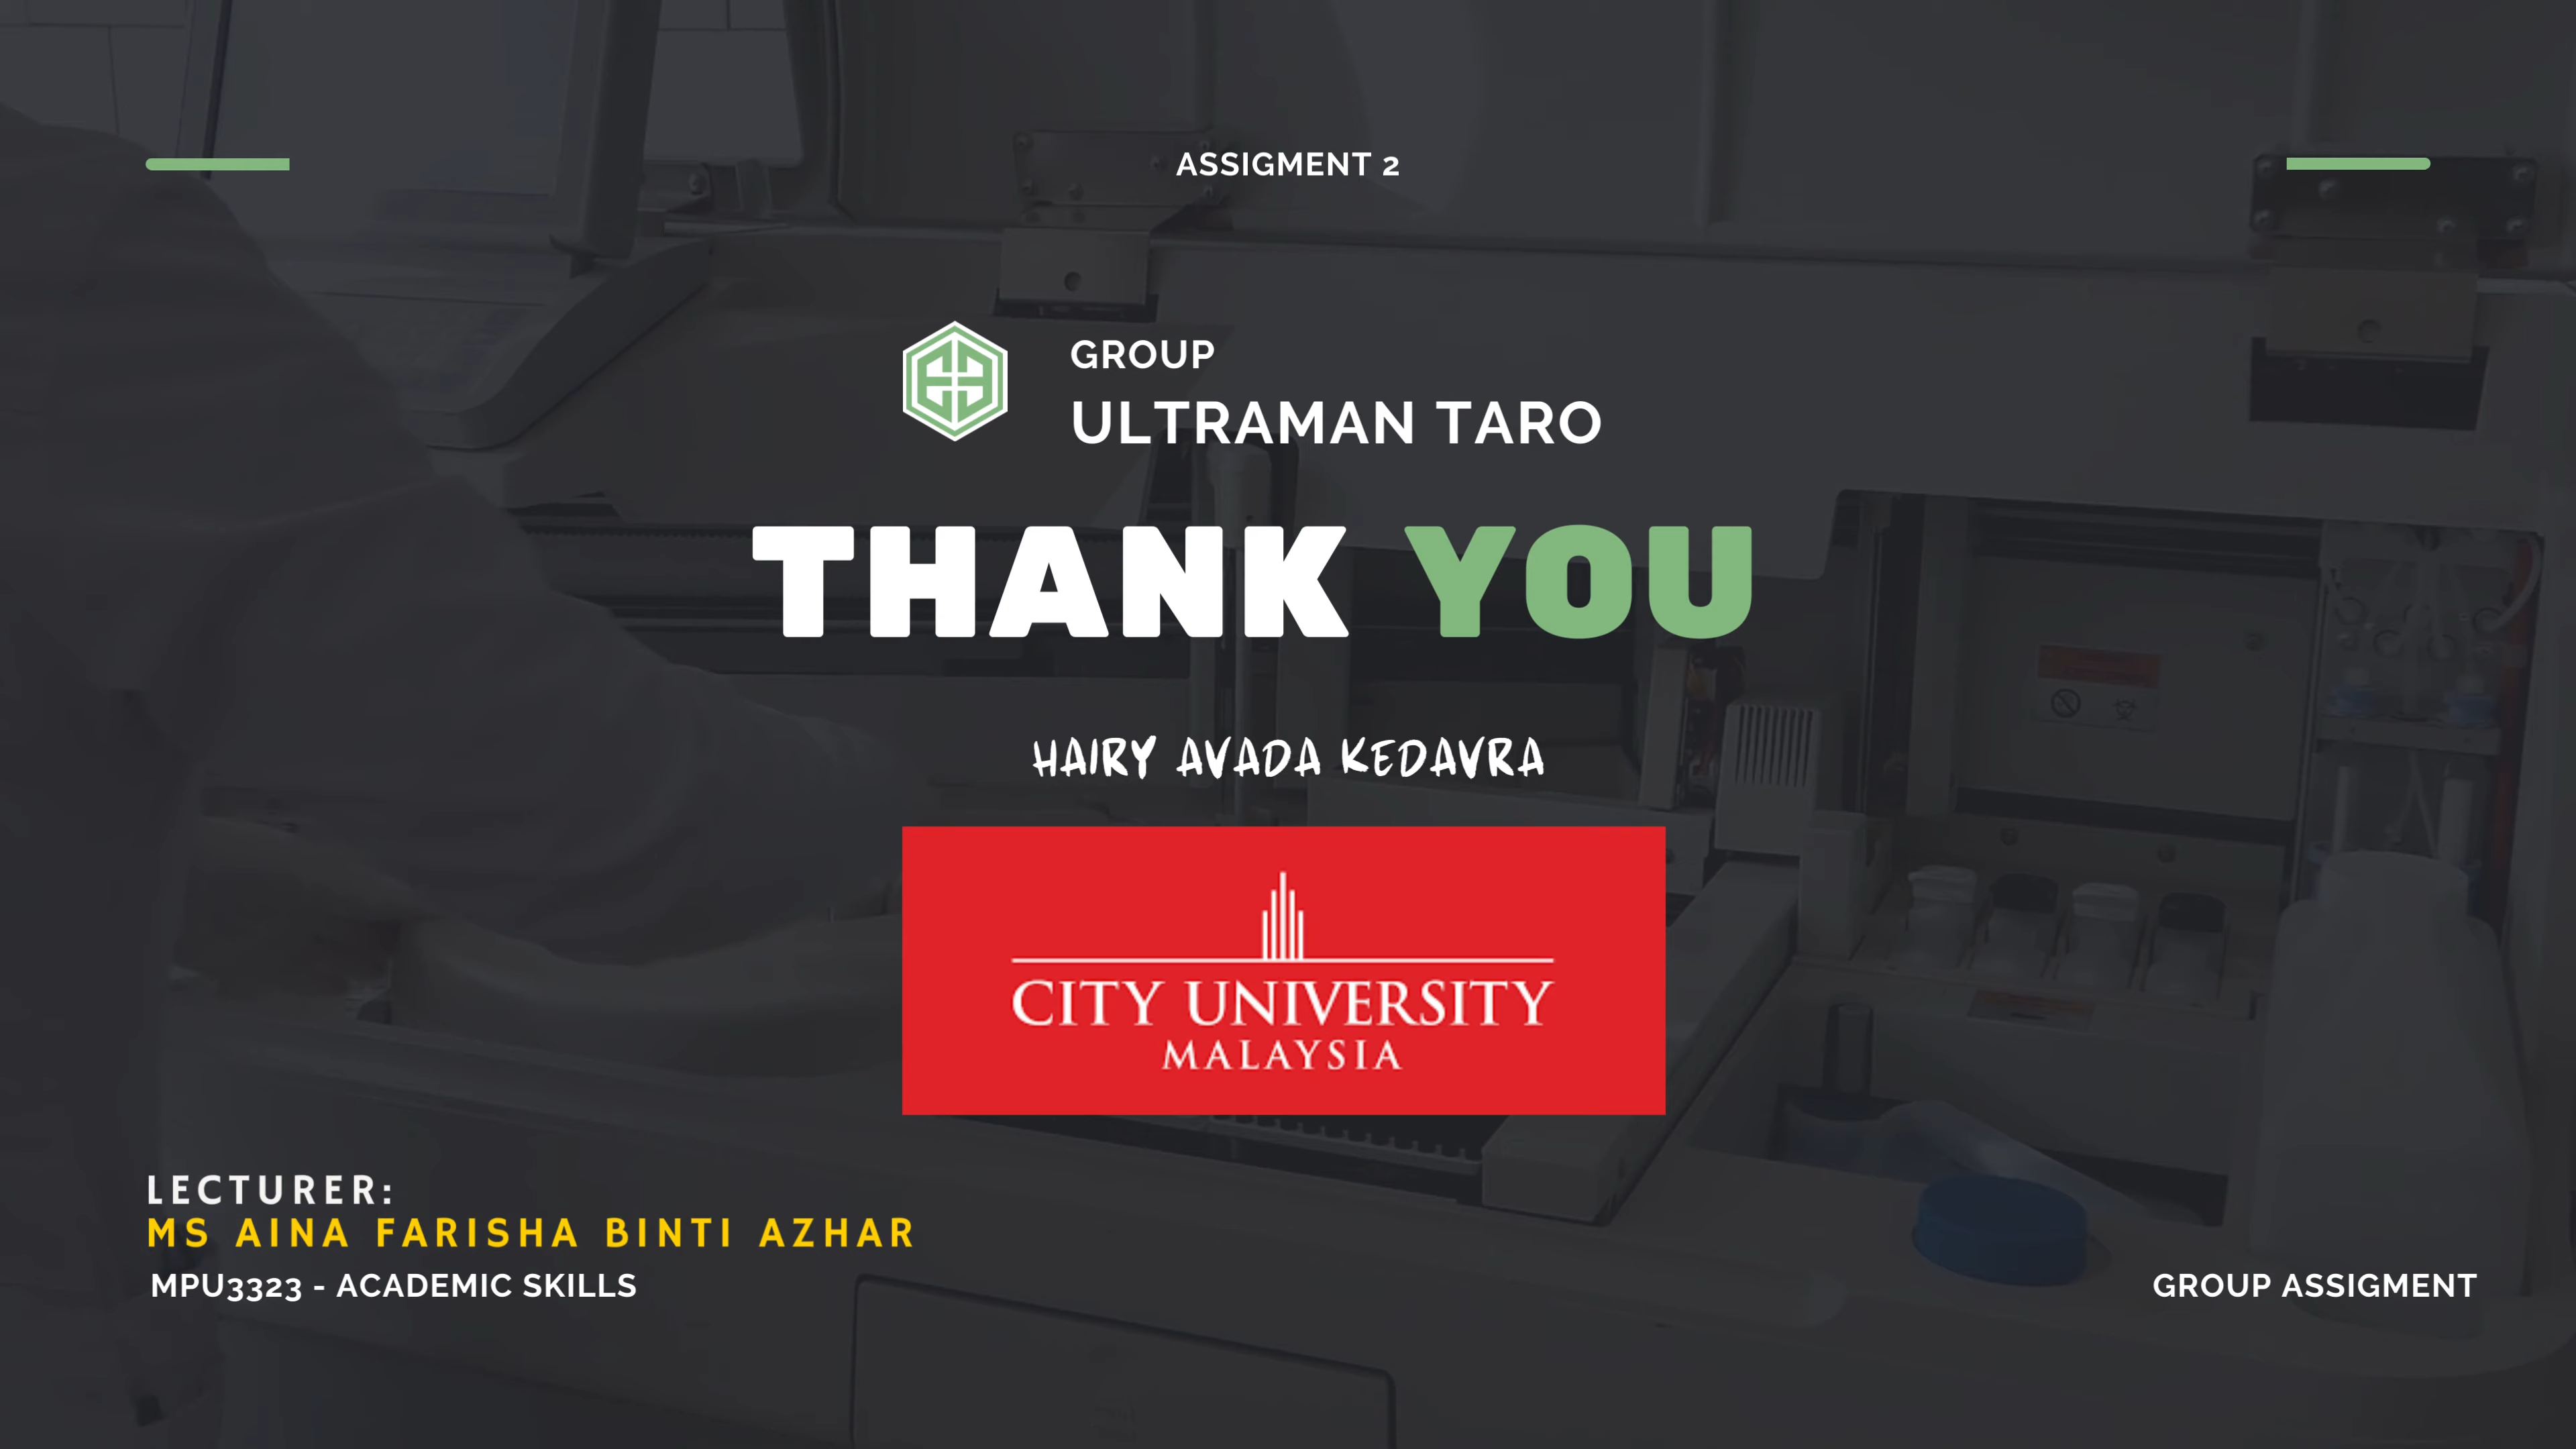 ASSIGMENT 2
GROUP
ULTRAMAN TARO
THANK YOU
HAIRY AVADA KEDAVRA
CITY UNIVERSITY
MALAYSIA
LECTURER:
MS AINA FARISHA BINTI AZHAR
MPU3323 - ACADEMIC SKILLS
GROUP ASSIGMENT